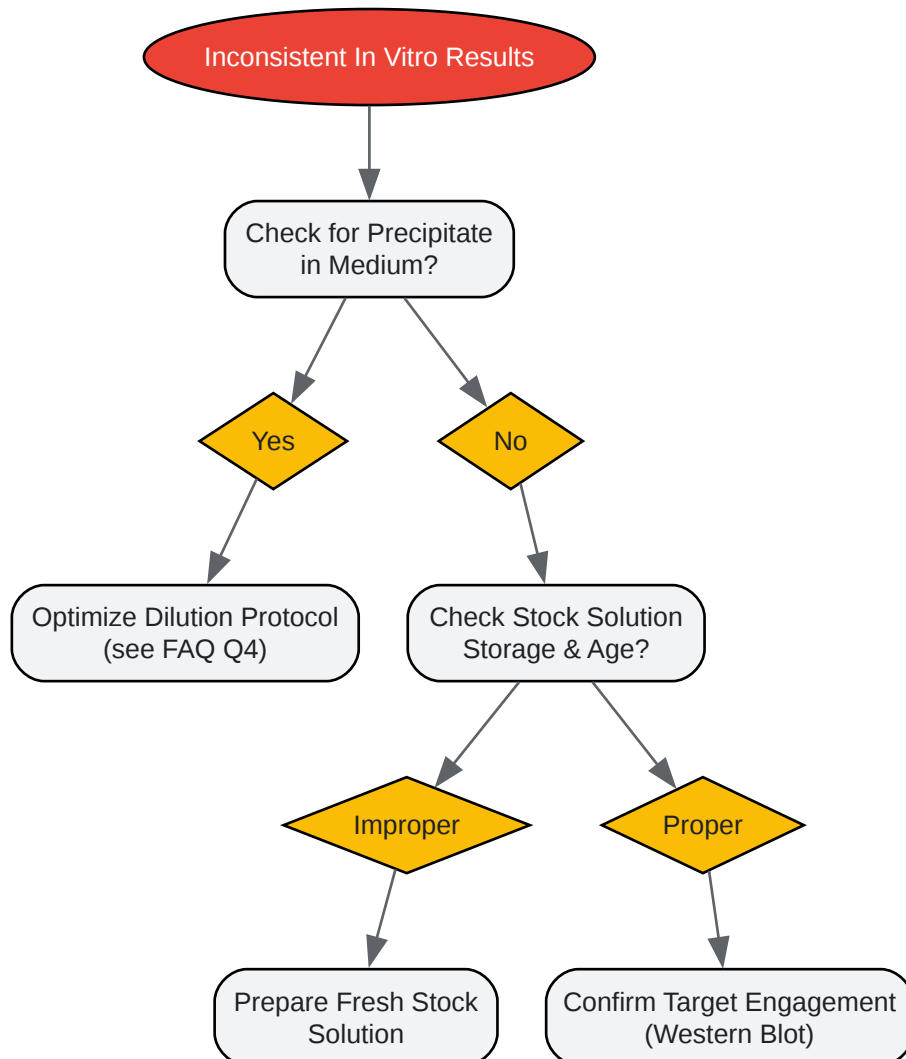 Inconsistent In Vitro Results
Check for Precipitate
in Medium?
Yes
No
Optimize Dilution Protocol
(see FAQ Q4)
Check Stock Solution
Storage & Age?
Improper
Proper
Prepare Fresh Stock
Solution
Confirm Target Engagement
(Western Blot)